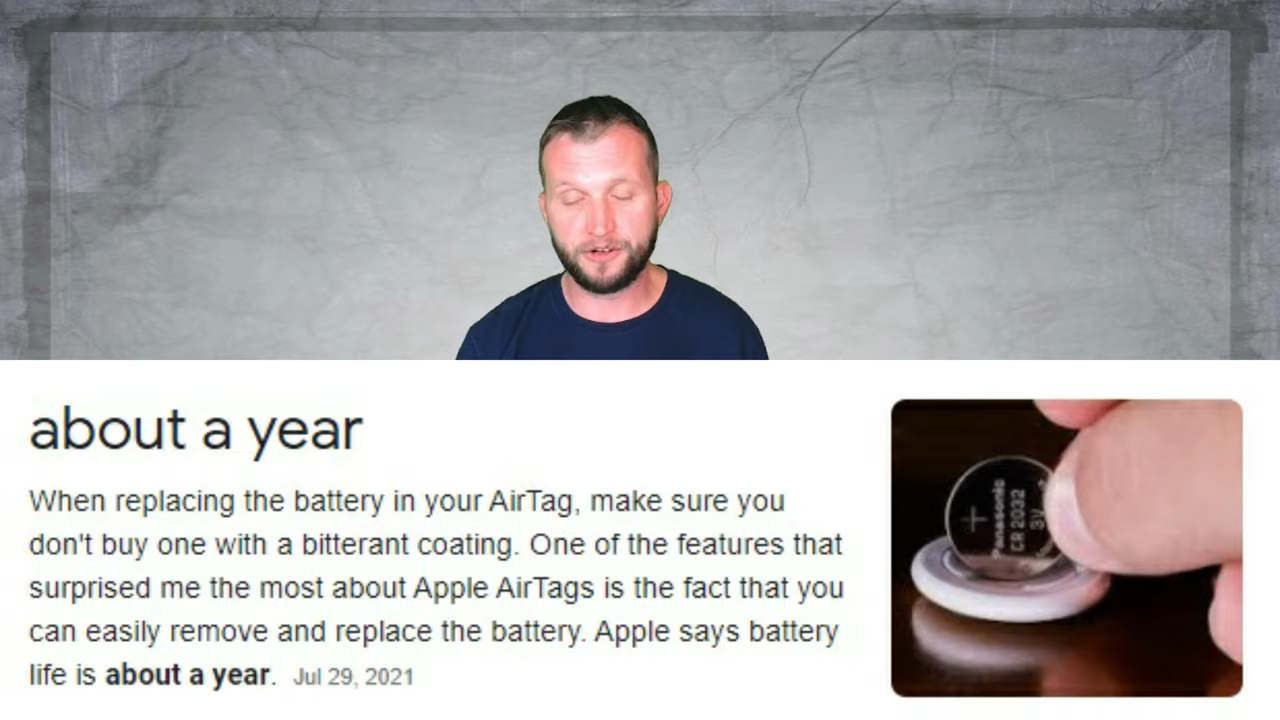 about a year
When replacing the battery in your AirTag, make sure you
don't buy one with a bitterant coating. One of the features that
surprised me the most about Apple AirTags is the fact that you
can easily remove and replace the battery. Apple says battery
life is about a year. Jul 29, 2021
+
Panasonic
CR 2032
3V